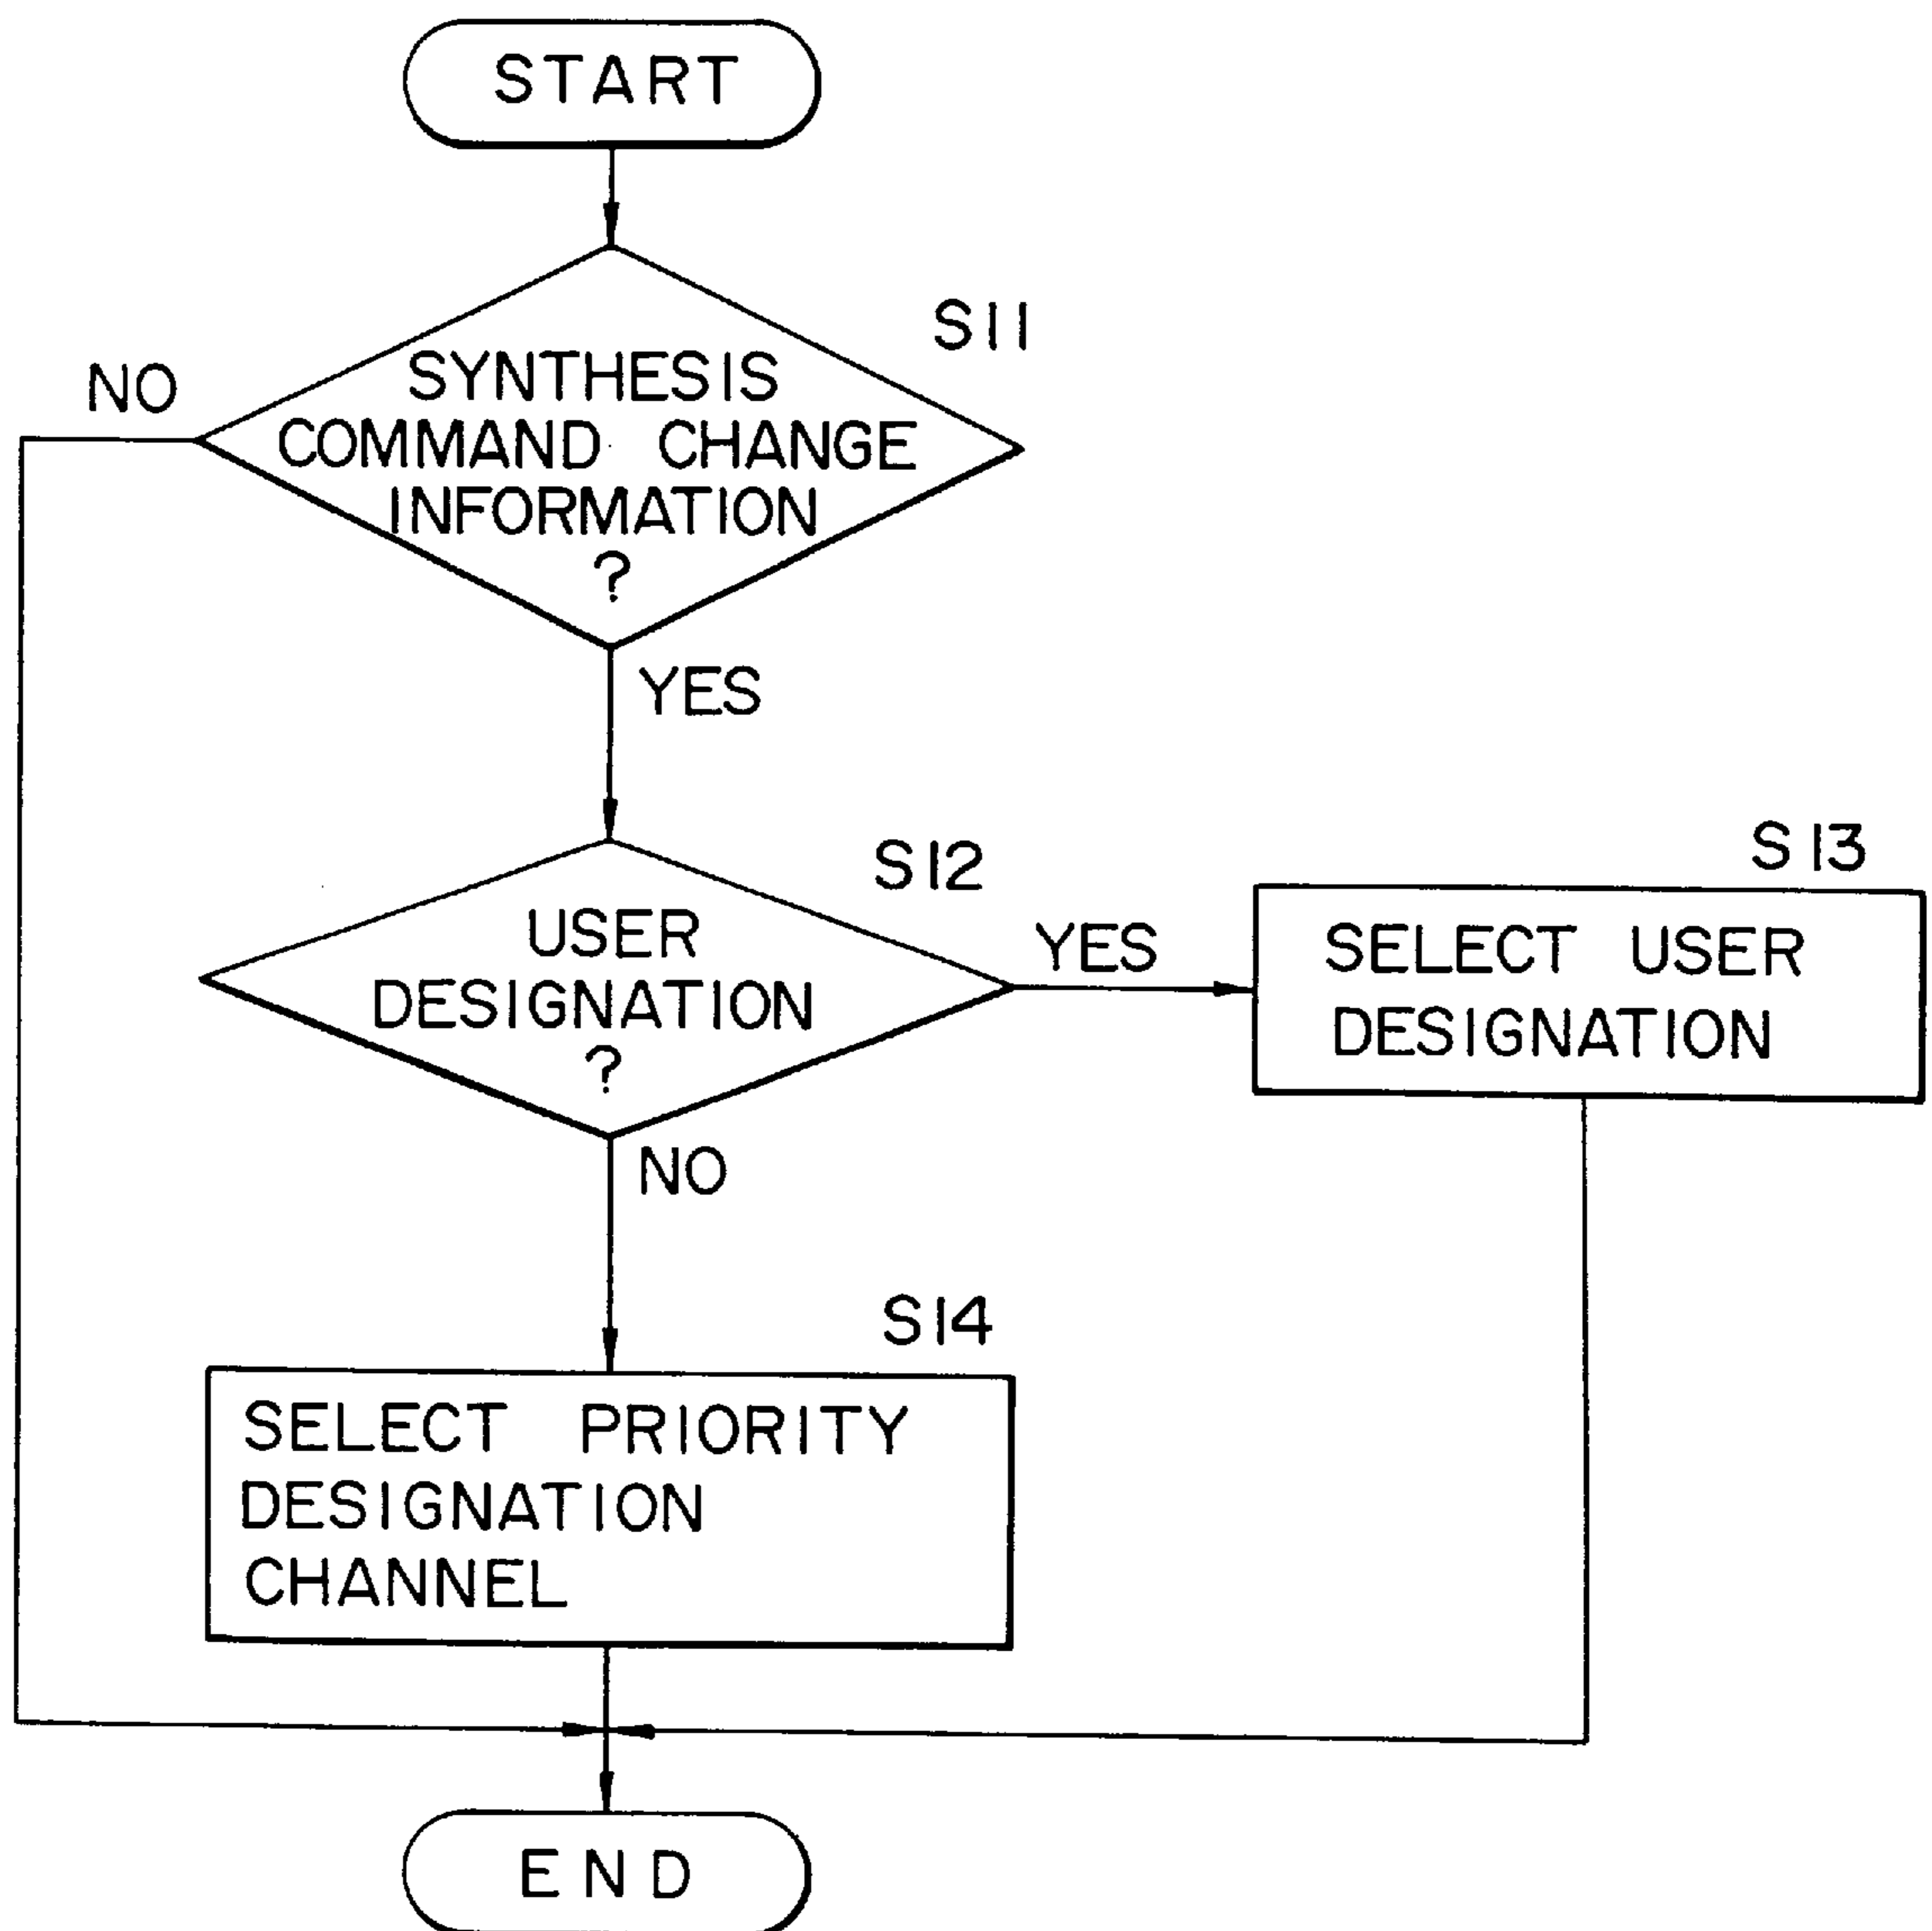 START
S11
NO
SYNTHESIS
COMMAND CHANGE
INFORMATION
?
YES
S12
USER
DESIGNATION
?
YES
S13
SELECT USER
DESIGNATION
NO
S14
SELECT PRIORITY
DESIGNATION
CHANNEL
END